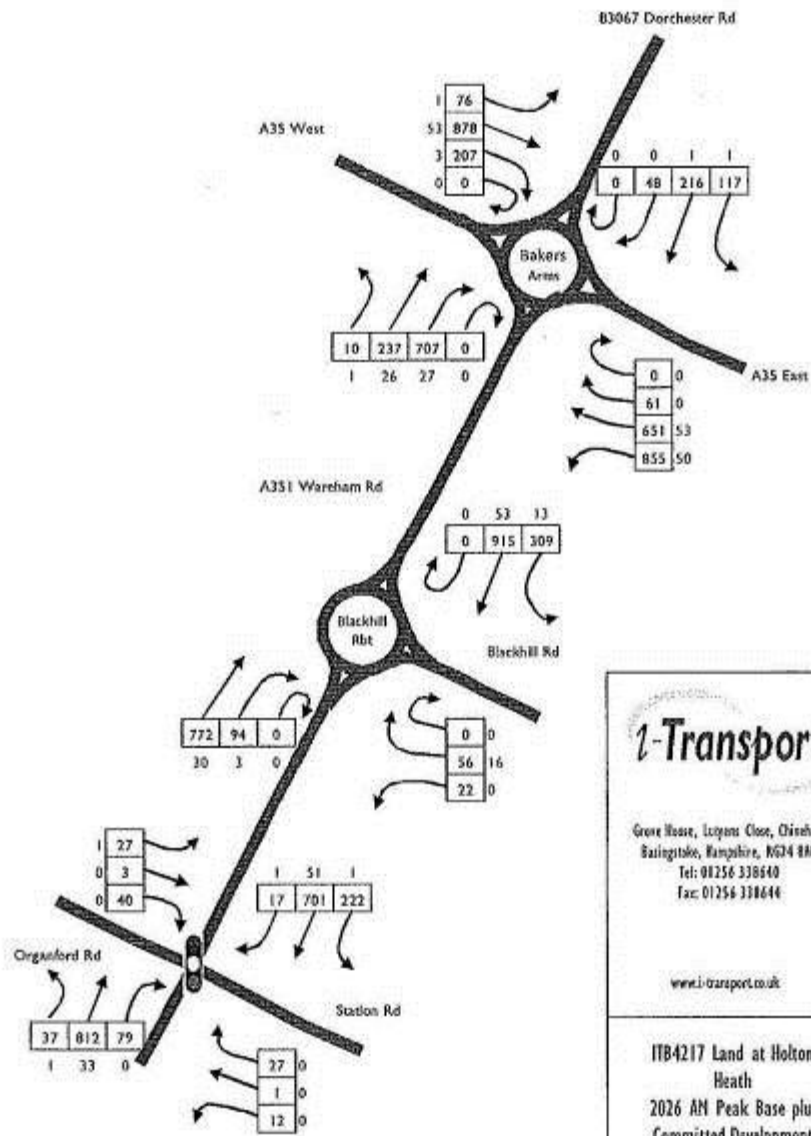 B3067 Dorchester Rd
1 76
53 878
3 207
0 0
A35 West
0 0 1 1
0 48 216 117
Bakers
Arms
10 237 707 0
1 26 27 0
A35 East
0 0
61 0
651 53
855 50
A351 Wareham Rd
0 53 13
0 915 309
Blackhill
Rbt
Blackhill Rd
772 94 0
30 3 0
0 0
56 16
22 0
1 27
0 3
0 40
1 51 1
17 701 222
Organford Rd
Station Rd
37 812 79
1 33 0
27 0
1 0
12 0
i-Transpor
Grove House, Lutyens Close, Chineh
Basingstoke, Hampshire, RG24 8A
Tel: 01256 338640
Fax: 01256 338644
www.i-transport.co.uk
ITB4217 Land at Holton
Heath
2026 AM Peak Base plu
Committed Development